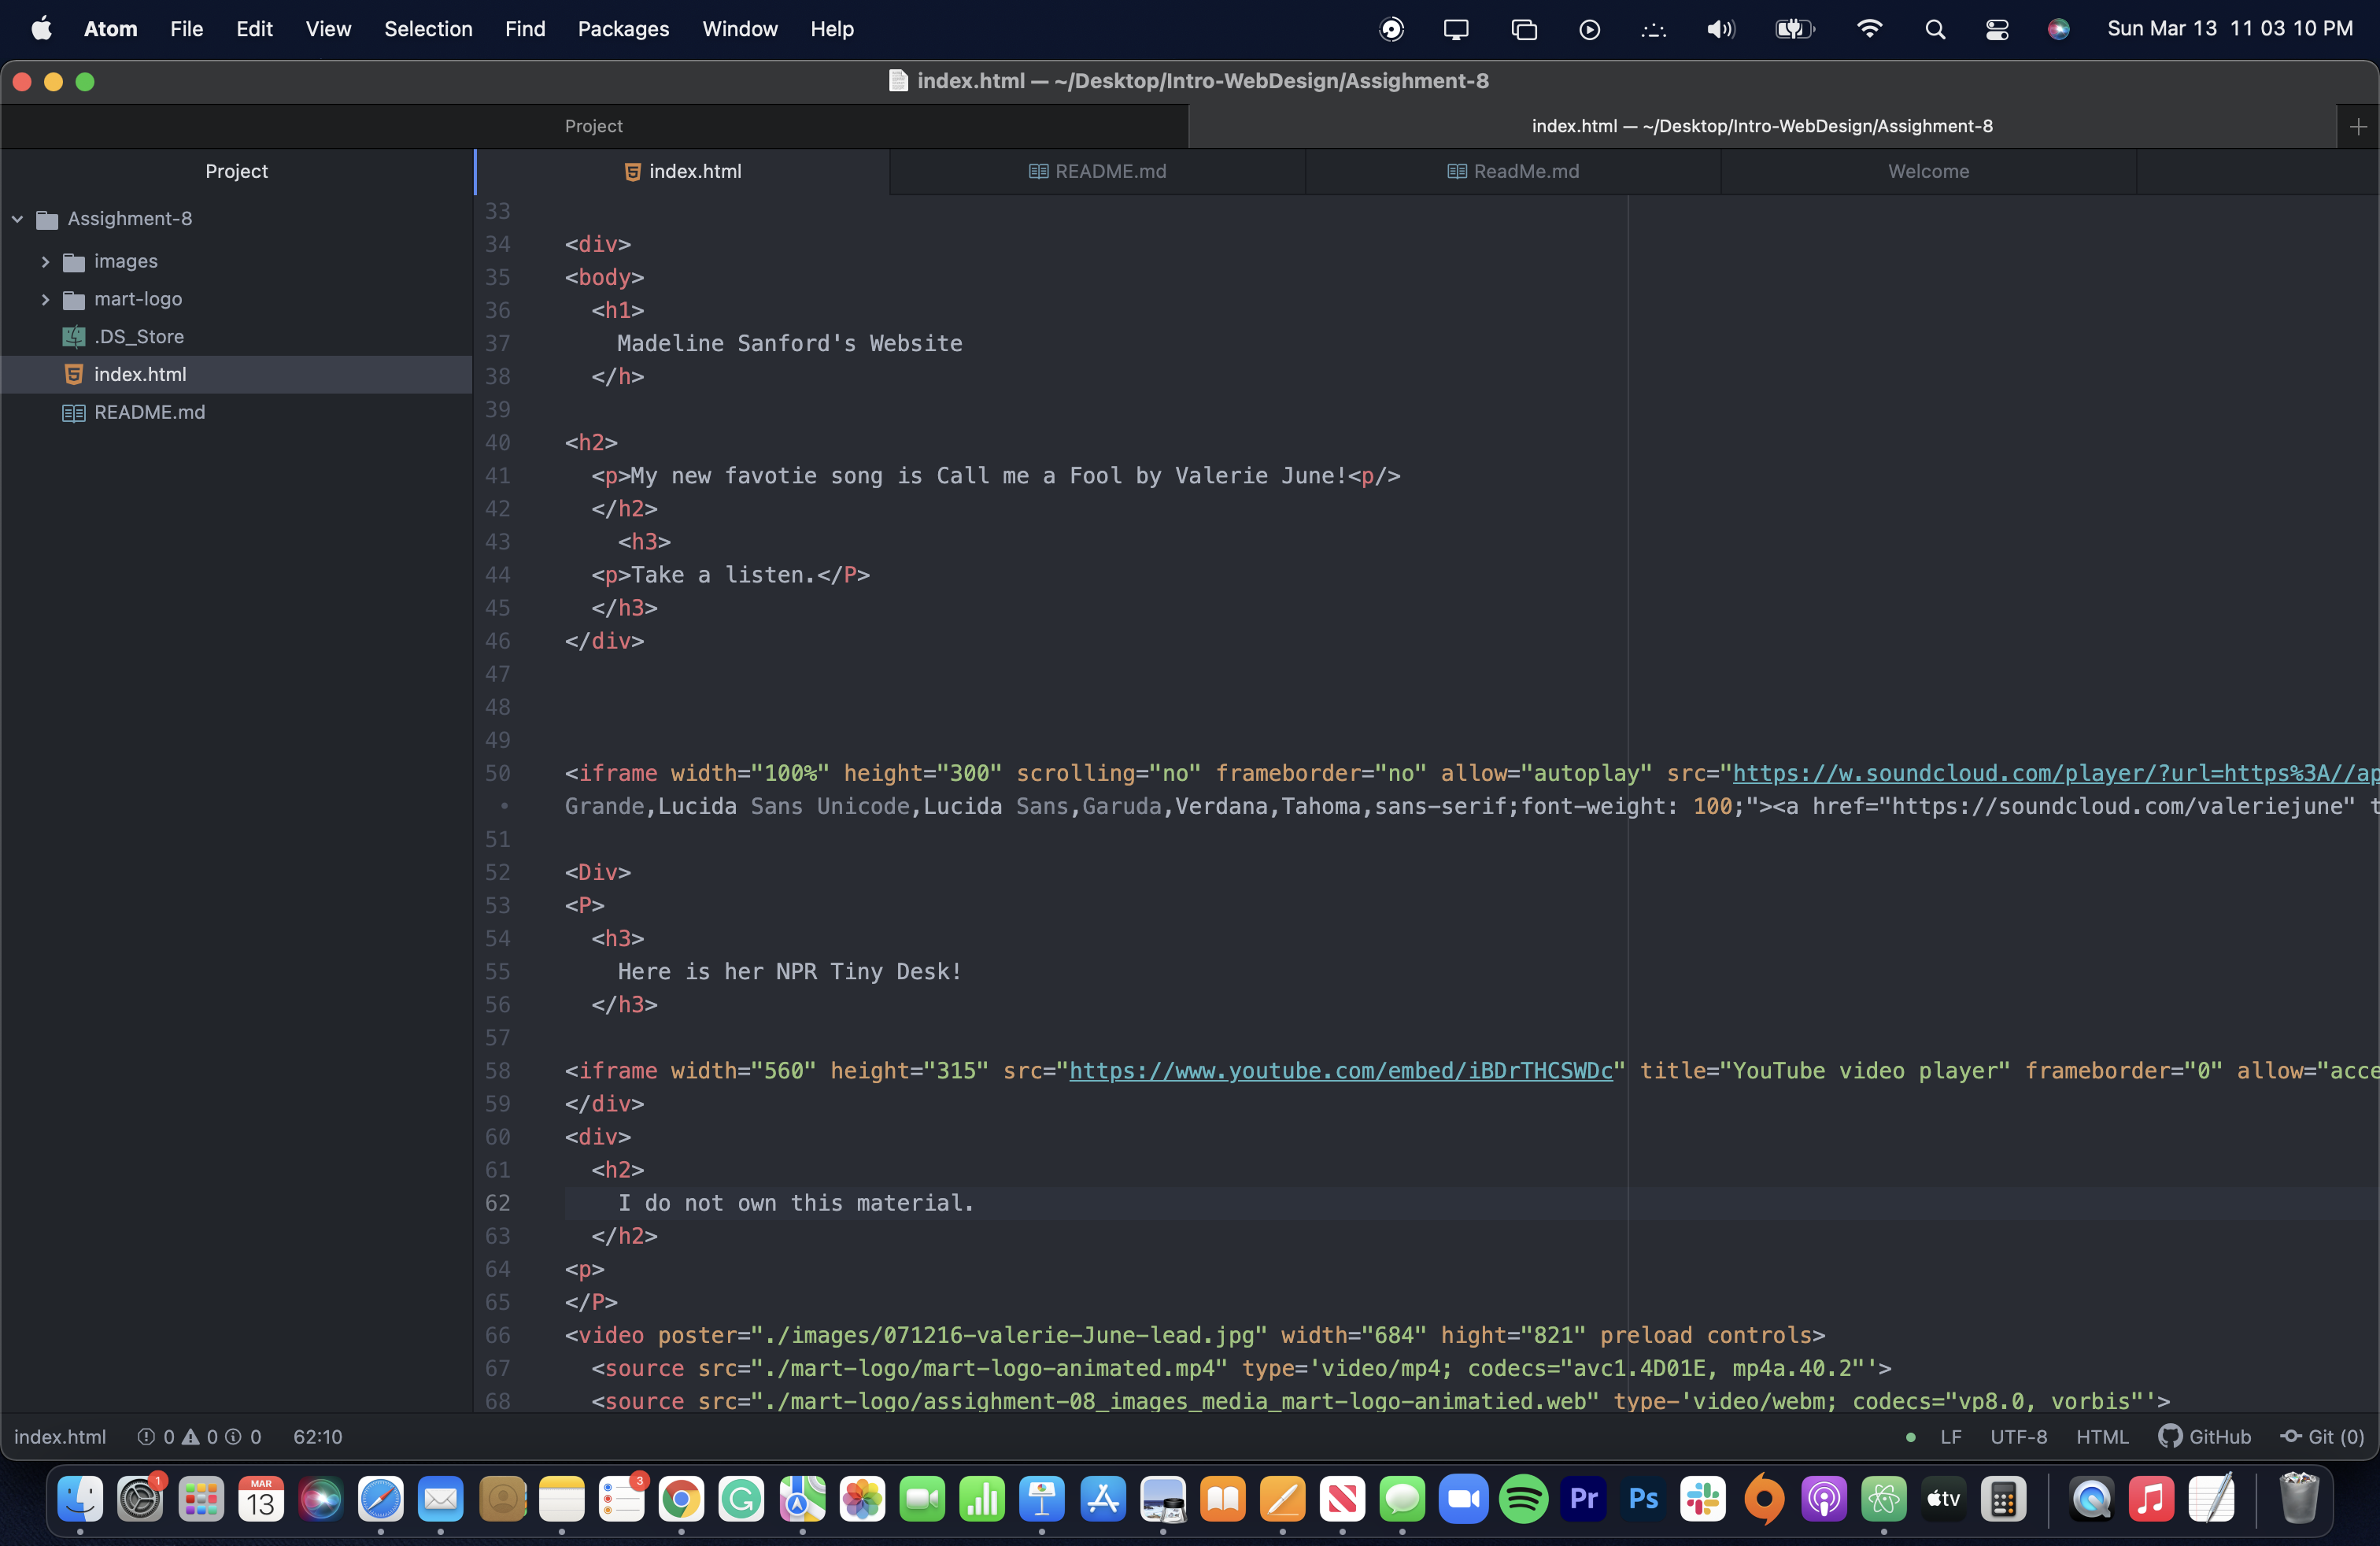 Atom File Edit View Selection Find Packages Window Help Sun Mar 13 11 03 10 PM
index.html — ~/Desktop/Intro-WebDesign/Assighment-8
Project index.html — ~/Desktop/Intro-WebDesign/Assighment-8
Project index.html README.md ReadMe.md Welcome
Assighment-8
images
mart-logo
.DS_Store
index.html
README.md
33
34 <div>
35 <body>
36 <h1>
37 Madeline Sanford's Website
38 </h>
39
40 <h2>
41 <p>My new favotie song is Call me a Fool by Valerie June!<p/>
42 </h2>
43 <h3>
44 <p>Take a listen.</P>
45 </h3>
46 </div>
47
48
49
50 <iframe width="100%" height="300" scrolling="no" frameborder="no" allow="autoplay" src="https://w.soundcloud.com/player/?url=https%3A//ap
• Grande,Lucida Sans Unicode,Lucida Sans,Garuda,Verdana,Tahoma,sans-serif;font-weight: 100;"><a href="https://soundcloud.com/valeriejune" t
51
52 <Div>
53 <P>
54 <h3>
55 Here is her NPR Tiny Desk!
56 </h3>
57
58 <iframe width="560" height="315" src="https://www.youtube.com/embed/iBDrTHCSWDc" title="YouTube video player" frameborder="0" allow="acce
59 </div>
60 <div>
61 <h2>
62 I do not own this material.
63 </h2>
64 <p>
65 </P>
66 <video poster="./images/071216-valerie-June-lead.jpg" width="684" hight="821" preload controls>
67 <source src="./mart-logo/mart-logo-animated.mp4" type='video/mp4; codecs="avc1.4D01E, mp4a.40.2"'>
68 <source src="./mart-logo/assighment-08_images_media_mart-logo-animatied.web" type-'video/webm; codecs="vp8.0, vorbis"'>
index.html 0 0 0 62:10 LF UTF-8 HTML GitHub Git (0)
1 MAR 13 3 Pr Ps tv